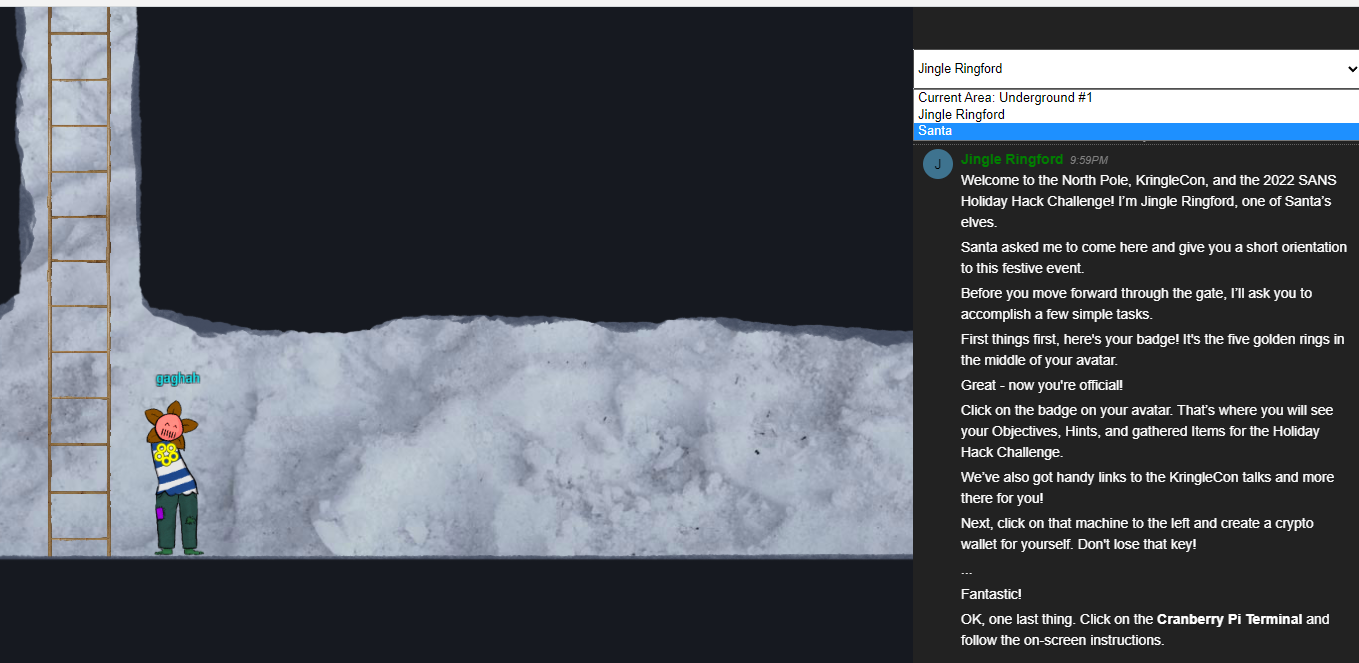 Jingle Ringford
Current Area: Underground #1
Jingle Ringford
Santa
J
Jingle Ringford 9:59PM
Welcome to the North Pole, KringleCon, and the 2022 SANS
Holiday Hack Challenge! I’m Jingle Ringford, one of Santa’s
elves.
Santa asked me to come here and give you a short orientation
to this festive event.
Before you move forward through the gate, I’ll ask you to
accomplish a few simple tasks.
First things first, here's your badge! It's the five golden rings in
the middle of your avatar.
Great - now you're official!
Click on the badge on your avatar. That’s where you will see
your Objectives, Hints, and gathered Items for the Holiday
Hack Challenge.
We’ve also got handy links to the KringleCon talks and more
there for you!
Next, click on that machine to the left and create a crypto
wallet for yourself. Don't lose that key!
...
Fantastic!
OK, one last thing. Click on the Cranberry Pi Terminal and
follow the on-screen instructions.
gaghah